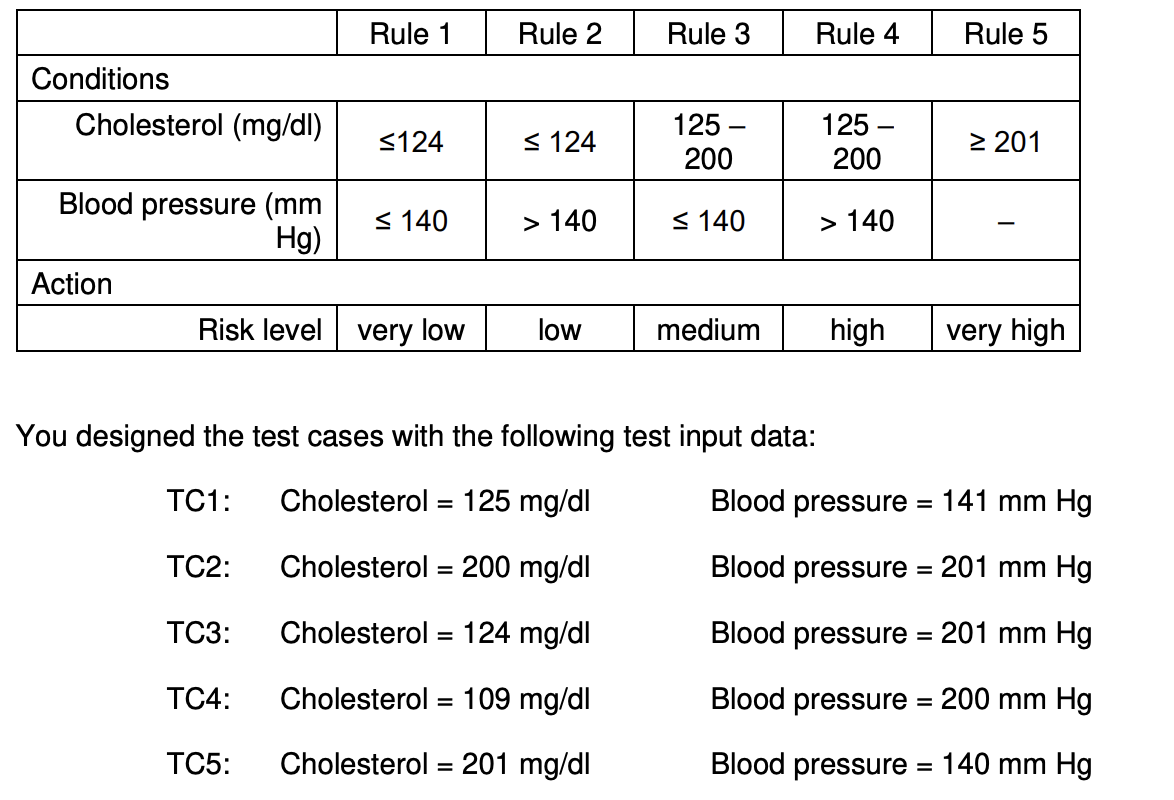 Rule 1 Rule 2 Rule 3 Rule 4 Rule 5
Conditions
Cholesterol (mg/dl) ≤124 ≤ 124 125 – 200 125 – 200 ≥ 201
Blood pressure (mm Hg) ≤ 140 > 140 ≤ 140 > 140 –
Action
Risk level very low low medium high very high
You designed the test cases with the following test input data:
TC1: Cholesterol = 125 mg/dl Blood pressure = 141 mm Hg
TC2: Cholesterol = 200 mg/dl Blood pressure = 201 mm Hg
TC3: Cholesterol = 124 mg/dl Blood pressure = 201 mm Hg
TC4: Cholesterol = 109 mg/dl Blood pressure = 200 mm Hg
TC5: Cholesterol = 201 mg/dl Blood pressure = 140 mm Hg